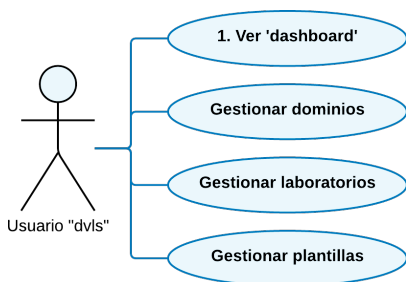 1. Ver 'dashboard'
Gestionar dominios
Gestionar laboratorios
Usuario "dvls"
Gestionar plantillas